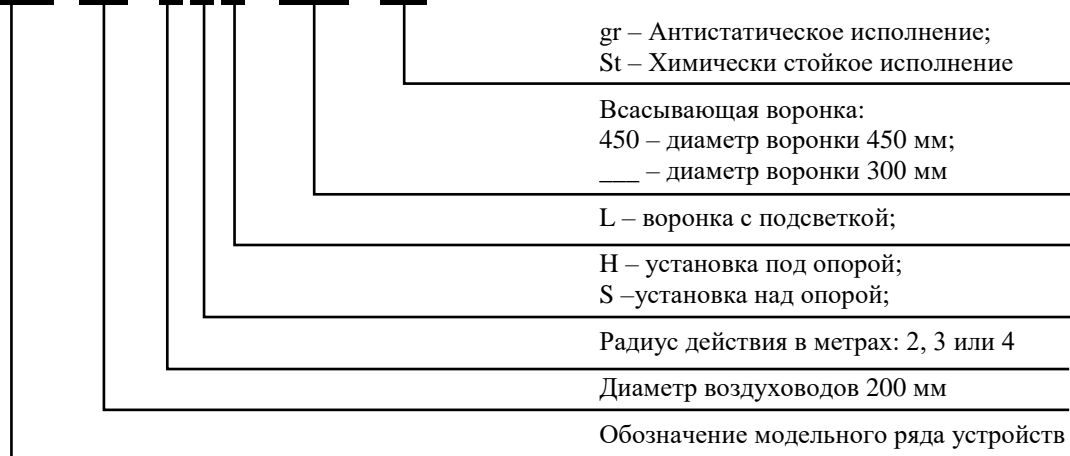 gr – Антистатическое исполнение;
St – Химически стойкое исполнение
Всасывающая воронка:
450 – диаметр воронки 450 мм;
___ – диаметр воронки 300 мм
L – воронка с подсветкой;
H – установка под опорой;
S –установка над опорой;
Радиус действия в метрах: 2, 3 или 4
Диаметр воздуховодов 200 мм
Обозначение модельного ряда устройств